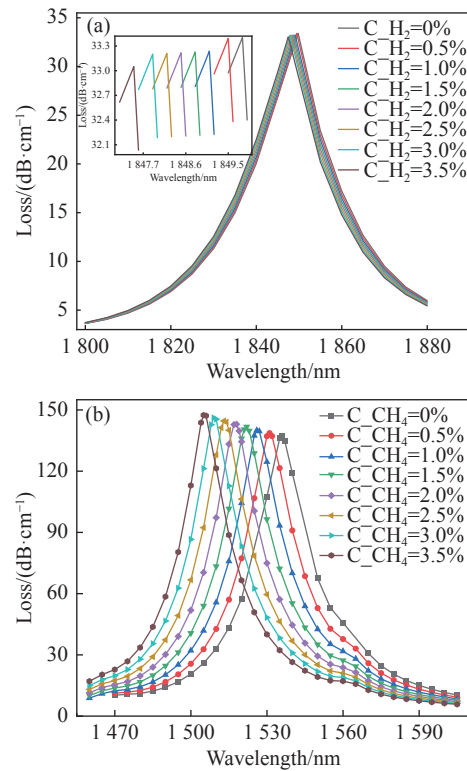 (a)
Loss/(dB·cm⁻¹)
35
30
25
20
15
10
5
1 800
1 820
1 840
1 860
1 880
Wavelength/nm
Loss/(dB·cm⁻¹)
33.3
33.0
32.7
32.4
32.1
1 847.7
1 848.6
1 849.5
Wavelength/nm
C_H₂=0%
C_H₂=0.5%
C_H₂=1.0%
C_H₂=1.5%
C_H₂=2.0%
C_H₂=2.5%
C_H₂=3.0%
C_H₂=3.5%
(b)
Loss/(dB·cm⁻¹)
150
120
90
60
30
0
1 470
1 500
1 530
1 560
1 590
Wavelength/nm
C_CH₄=0%
C_CH₄=0.5%
C_CH₄=1.0%
C_CH₄=1.5%
C_CH₄=2.0%
C_CH₄=2.5%
C_CH₄=3.0%
C_CH₄=3.5%